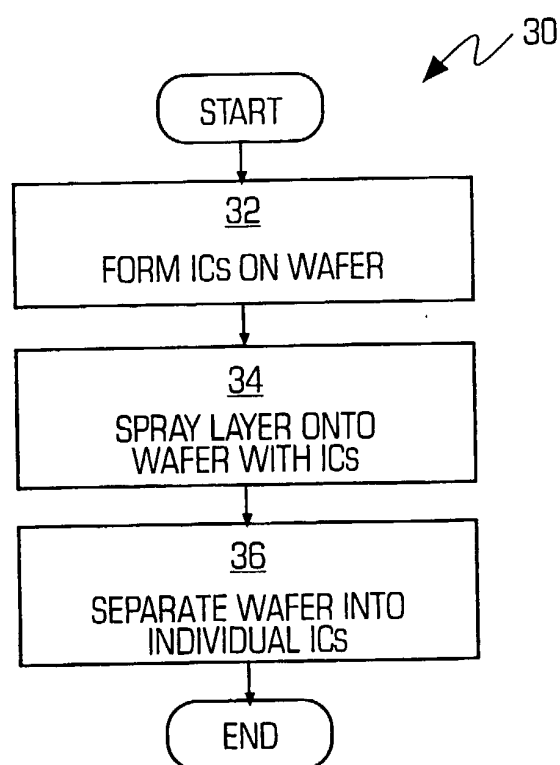 30
START
32
FORM ICs ON WAFER
34
SPRAY LAYER ONTO
WAFER WITH ICs
36
SEPARATE WAFER INTO
INDIVIDUAL ICs
END